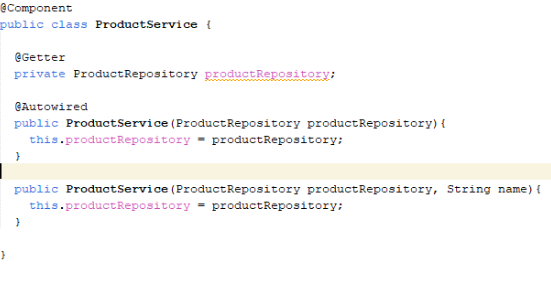 @Component
public class ProductService {
@Getter
private ProductRepository productRepository;
@Autowired
public ProductService(ProductRepository productRepository){
this.productRepository = productRepository;
}
public ProductService(ProductRepository productRepository, String name){
this.productRepository = productRepository;
}
}